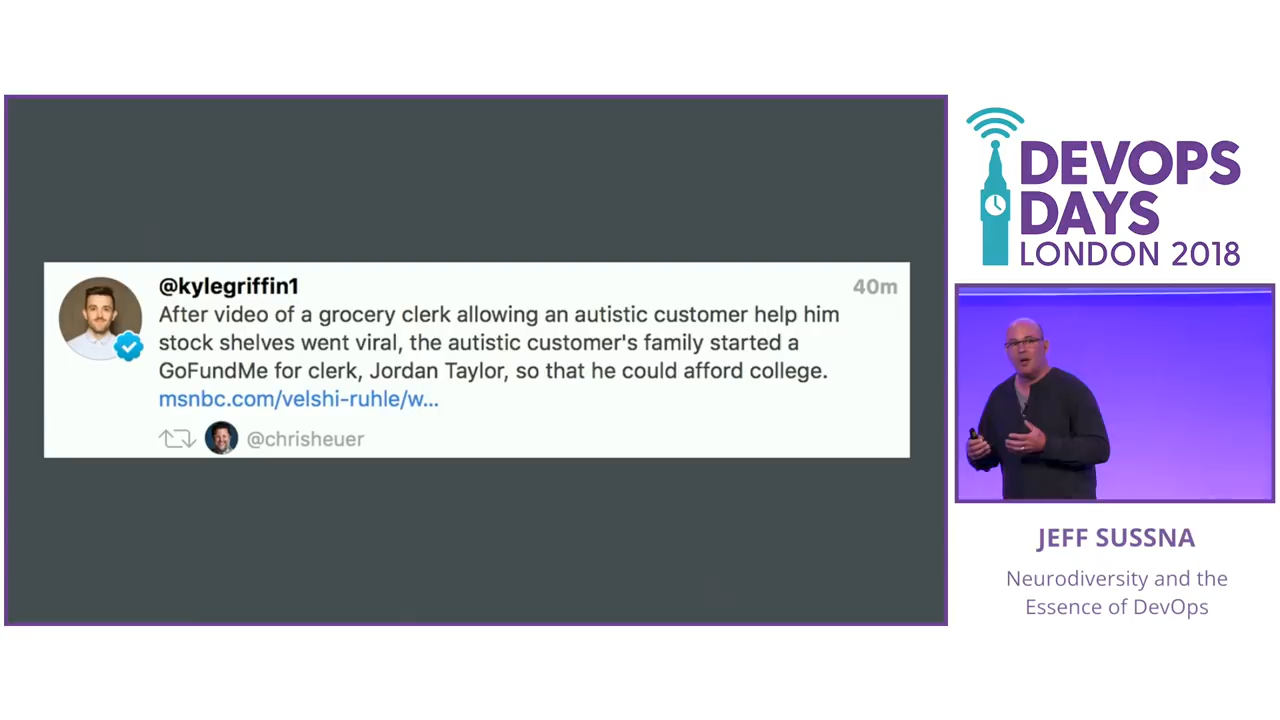 @kylegriffin1
40m
After video of a grocery clerk allowing an autistic customer help him
stock shelves went viral, the autistic customer's family started a
GoFundMe for clerk, Jordan Taylor, so that he could afford college.
msnbc.com/velshi-ruhle/w...
@chrisheuer
DEVOPS
DAYS
LONDON 2018
JEFF SUSSNA
Neurodiversity and the
Essence of DevOps